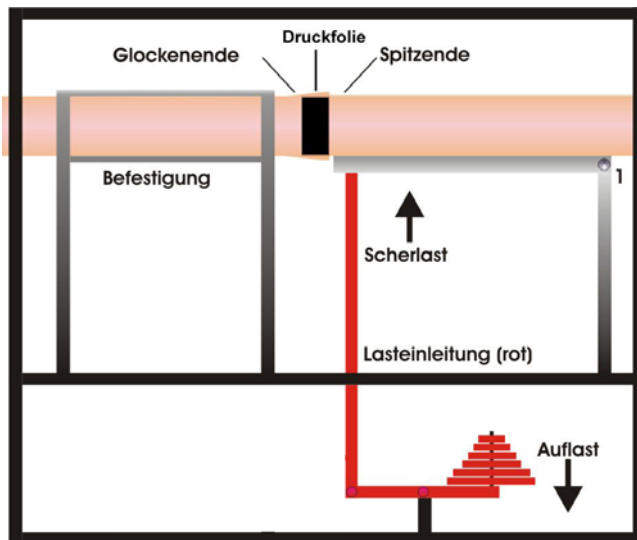 Druckfolie
Glockenende
Spitzende
Befestigung
1
Scherlast
Lasteinleitung (rot)
Auflast